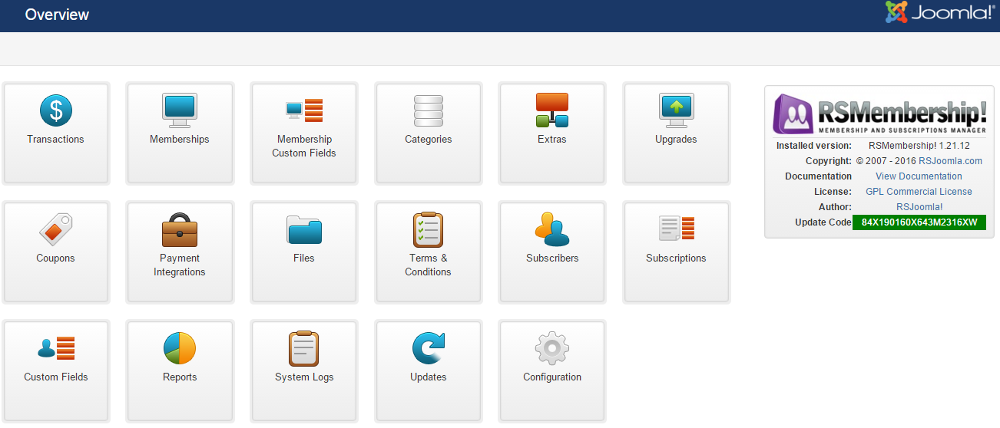 Overview
Joomla!®
Transactions
Memberships
Membership
Custom Fields
Categories
Extras
Upgrades
Coupons
Payment
Integrations
Files
Terms &
Conditions
Subscribers
Subscriptions
Custom Fields
Reports
System Logs
Updates
Configuration
RSMembership!
MEMBERSHIP AND SUBSCRIPTIONS MANAGER
Installed version: RSMembership! 1.21.12
Copyright: © 2007 - 2016 RSJoomla.com
Documentation View Documentation
License: GPL Commercial License
Author: RSJoomla!
Update Code 84X190160X643M2316XW